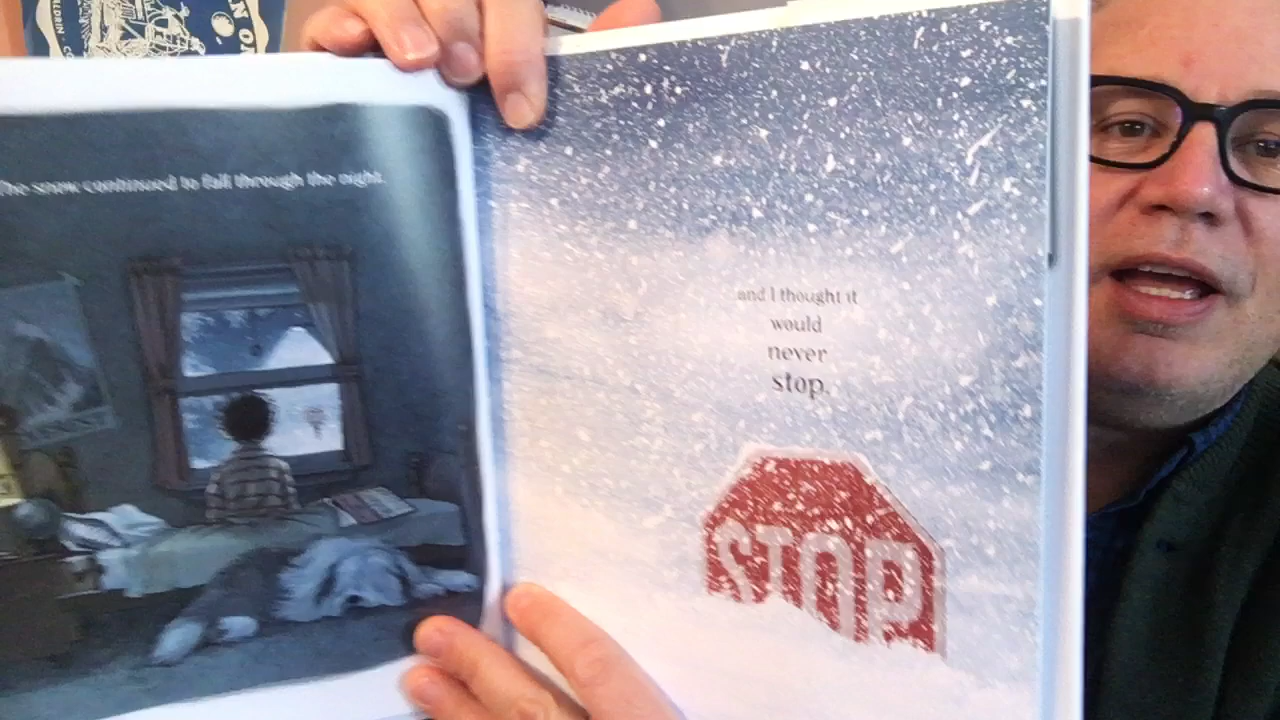 The snow continued to fall through the night.
and I thought it
would
never
stop.
STOP